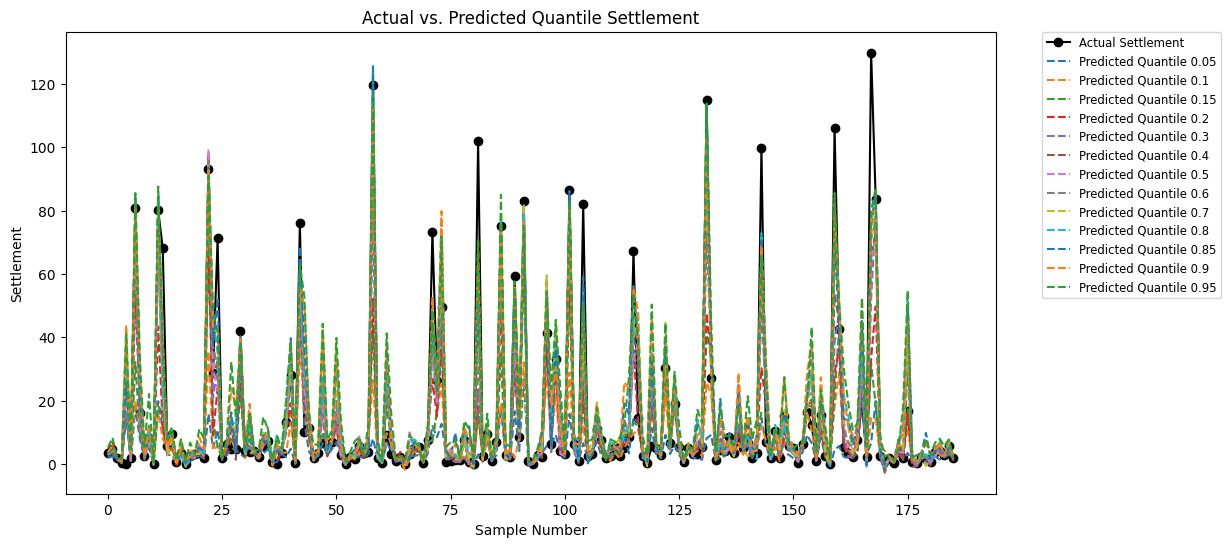 Actual vs. Predicted Quantile Settlement
Settlement
120
100
80
60
40
20
0
0 25 50 75 100 125 150 175
Sample Number
Actual Settlement
Predicted Quantile 0.05
Predicted Quantile 0.1
Predicted Quantile 0.15
Predicted Quantile 0.2
Predicted Quantile 0.3
Predicted Quantile 0.4
Predicted Quantile 0.5
Predicted Quantile 0.6
Predicted Quantile 0.7
Predicted Quantile 0.8
Predicted Quantile 0.85
Predicted Quantile 0.9
Predicted Quantile 0.95